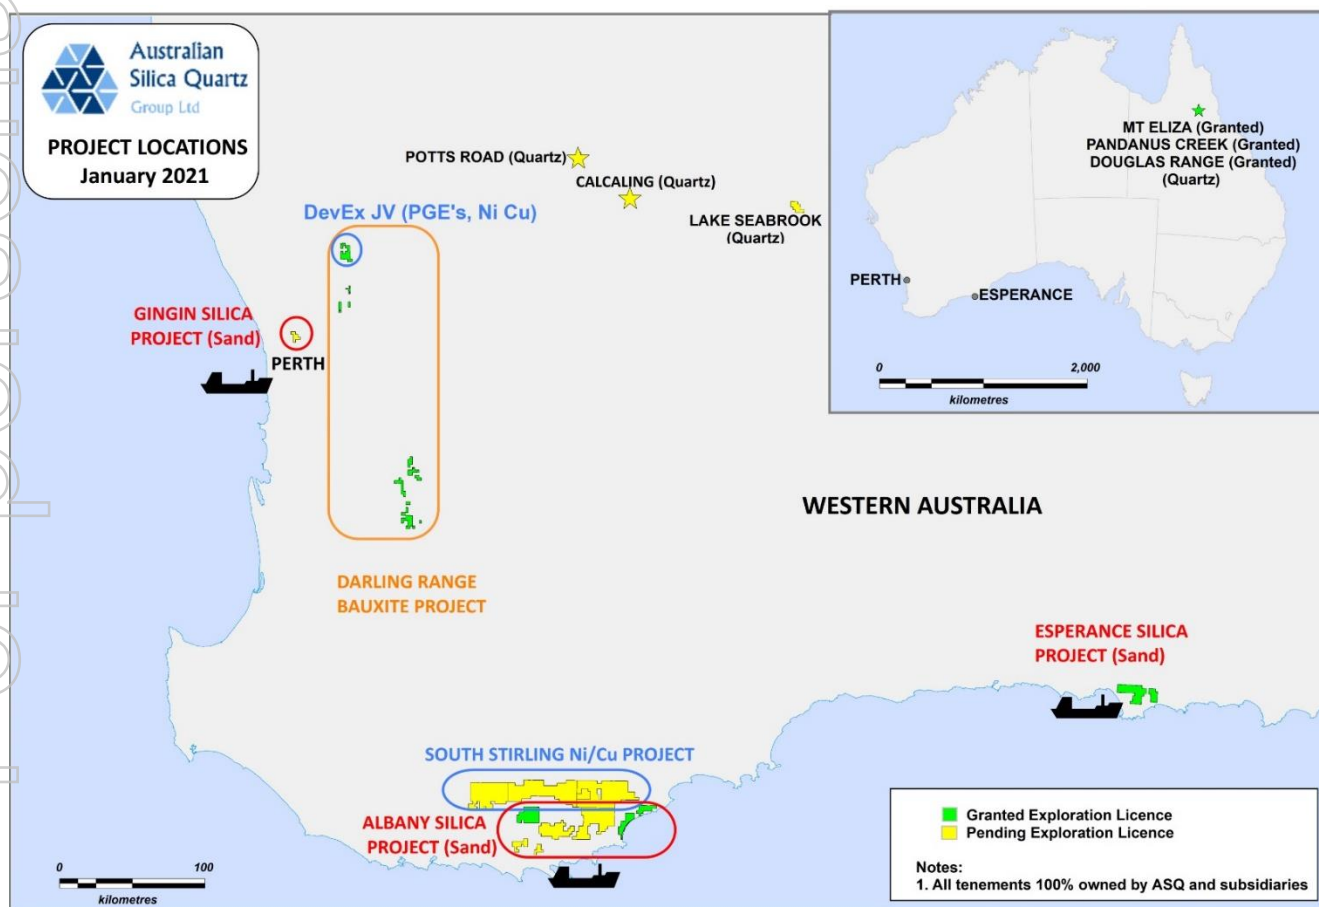 Australian
Silica Quartz
Group Ltd
PROJECT LOCATIONS
January 2021
POTTS ROAD (Quartz)
CALCALING (Quartz)
LAKE SEABROOK
(Quartz)
DevEx JV (PGE's, Ni Cu)
GINGIN SILICA
PROJECT (Sand)
PERTH
DARLING RANGE
BAUXITE PROJECT
WESTERN AUSTRALIA
ESPERANCE SILICA
PROJECT (Sand)
SOUTH STIRLING Ni/Cu PROJECT
ALBANY SILICA
PROJECT (Sand)
0 100
kilometres
MT ELIZA (Granted)
PANDANUS CREEK (Granted)
DOUGLAS RANGE (Granted)
(Quartz)
PERTH
ESPERANCE
0 2,000
kilometres
Granted Exploration Licence
Pending Exploration Licence
Notes:
1. All tenements 100% owned by ASQ and subsidiaries